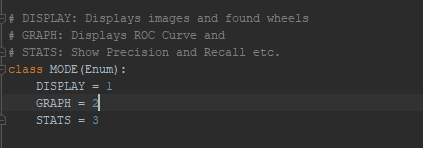 # DISPLAY: Displays images and found wheels
# GRAPH: Displays ROC Curve and
# STATS: Show Precision and Recall etc.
class MODE(Enum):
    DISPLAY = 1
    GRAPH = 2
    STATS = 3